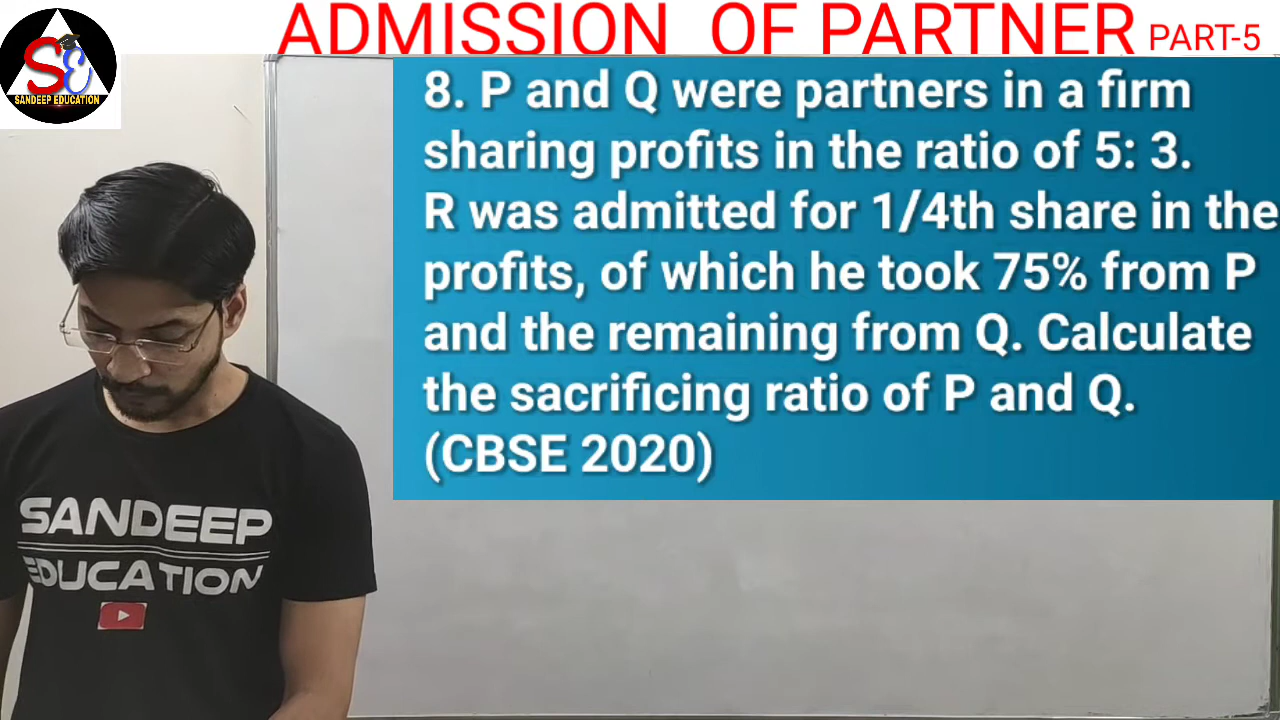 ADMISSION OF PARTNER PART-5
SE
SANDEEP EDUCATION
8. P and Q were partners in a firm
sharing profits in the ratio of 5: 3.
R was admitted for 1/4th share in the
profits, of which he took 75% from P
and the remaining from Q. Calculate
the sacrificing ratio of P and Q.
(CBSE 2020)
SANDEEP
EDUCATION